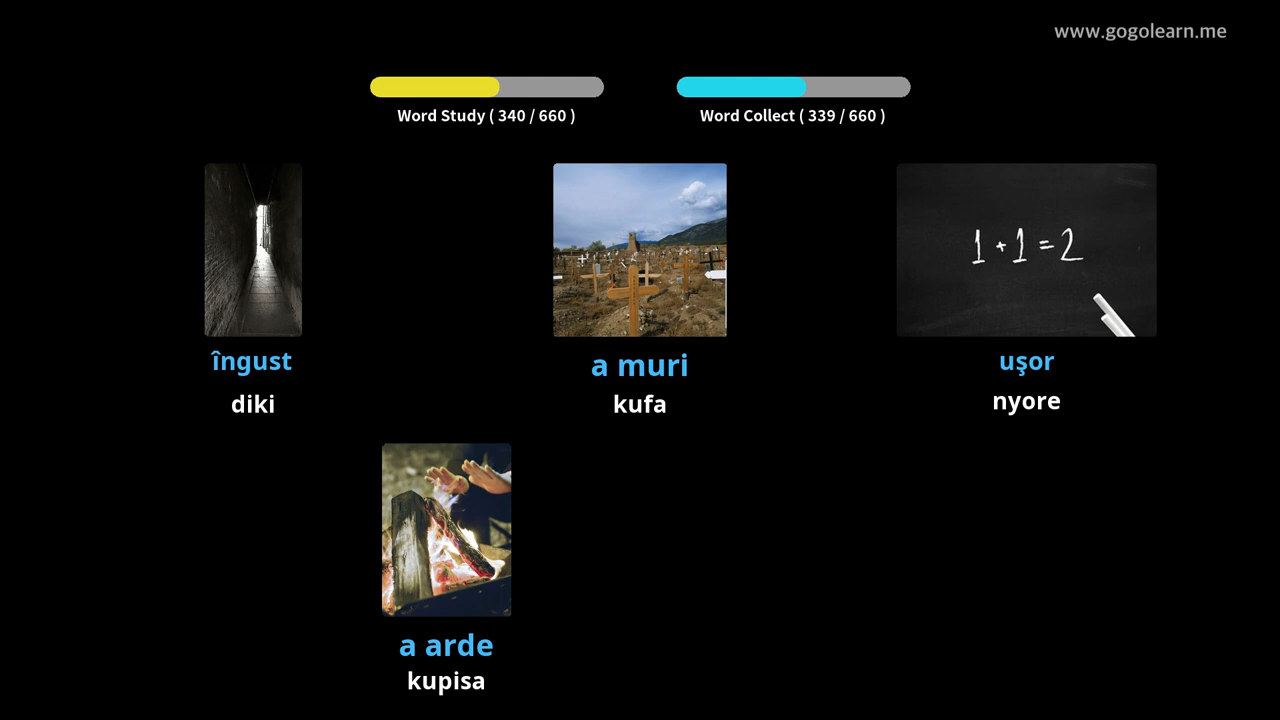 www.gogolearn.me
Word Study ( 340 / 660 )
Word Collect ( 339 / 660 )
1 + 1 = 2
îngust
a muri
uşor
diki
kufa
nyore
a arde
kupisa